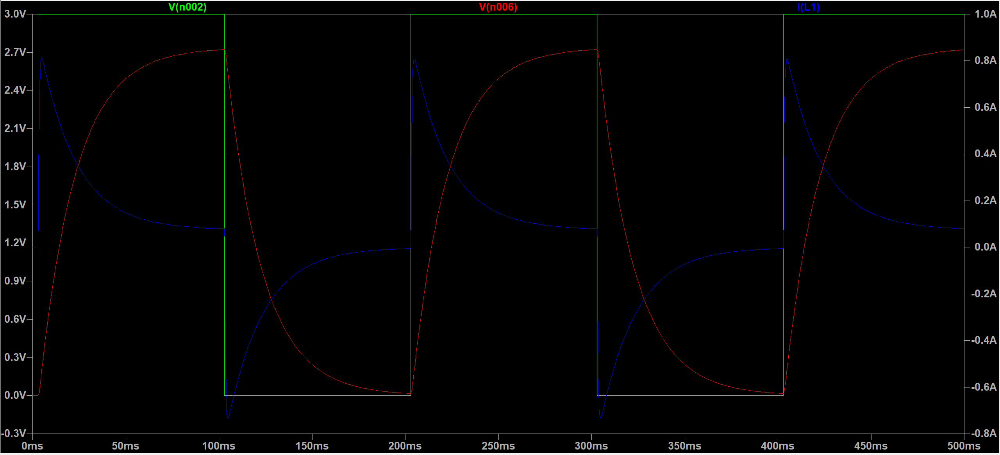 V(n002) V(n006) I(L1)
3.0V 1.0A
2.7V 0.8A
2.4V 0.6A
2.1V 0.4A
1.8V 0.2A
1.5V 0.0A
1.2V -0.2A
0.9V -0.4A
0.6V -0.6A
0.3V -0.8A
0.0V
-0.3V
0ms 50ms 100ms 150ms 200ms 250ms 300ms 350ms 400ms 450ms 500ms